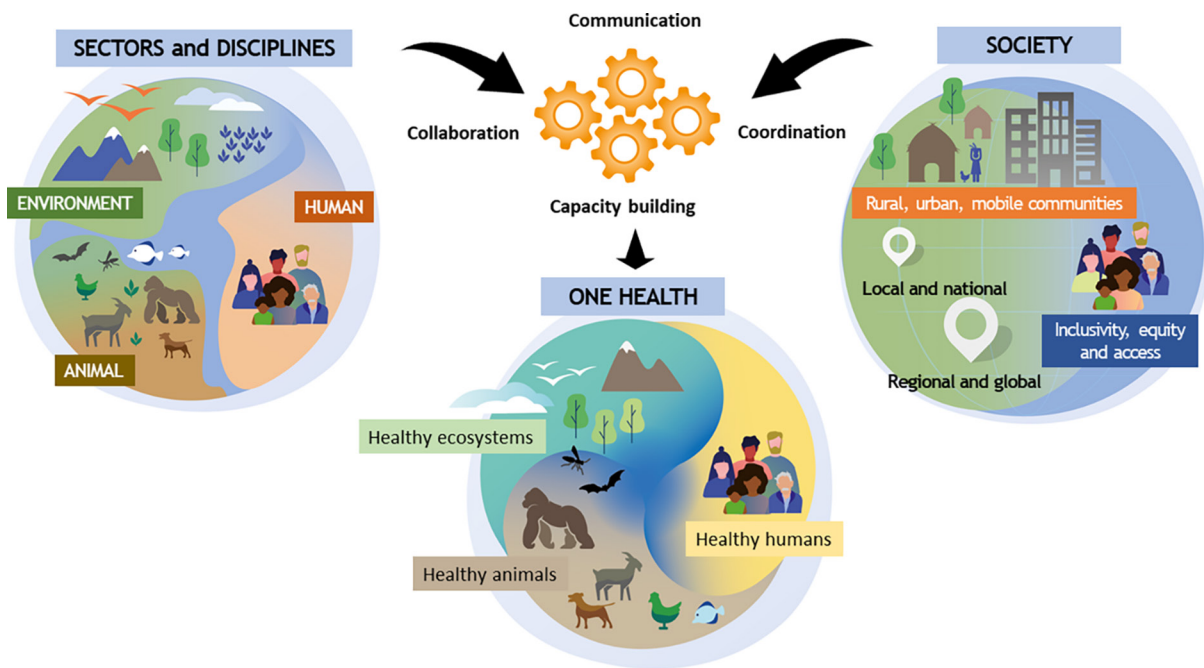 Communication
SECTORS and DISCIPLINES
SOCIETY
Collaboration
Coordination
ENVIRONMENT
HUMAN
Rural, urban, mobile communities
Capacity building
Local and national
ONE HEALTH
Inclusivity, equity
and access
ANIMAL
Regional and global
Healthy ecosystems
Healthy humans
Healthy animals